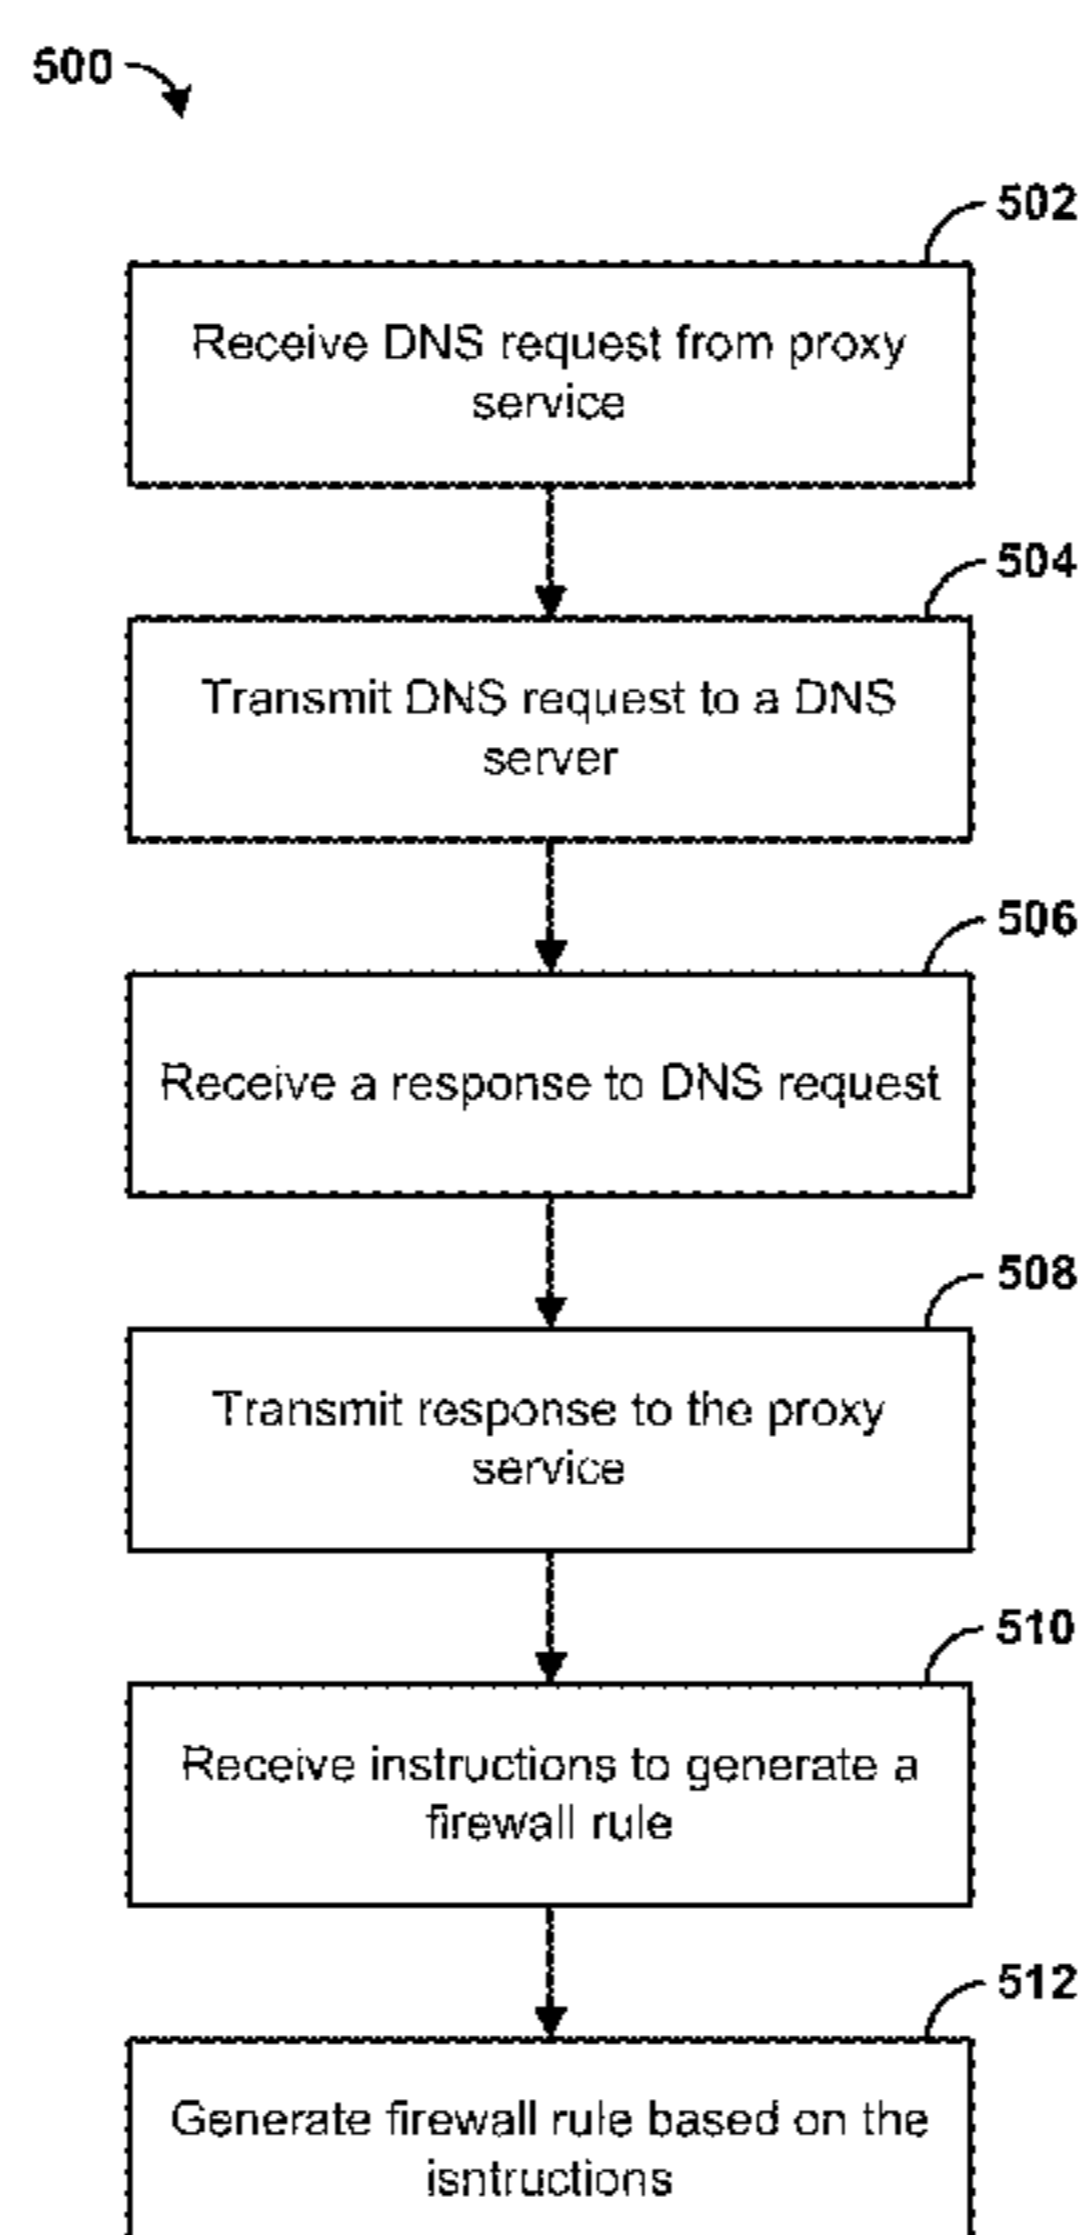 500
502
Receive DNS request from proxy
service
504
Transmit DNS request to a DNS
server
506
Receive a response to DNS request
508
Transmit response to the proxy
service
510
Receive instructions to generate a
firewall rule
512
Generate firewall rule based on the
isntructions